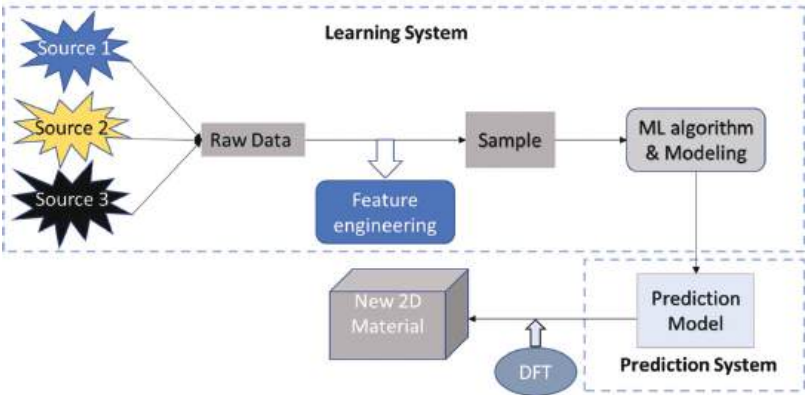 Learning System
Source 1
Source 2
Source 3
Raw Data
Sample
ML algorithm
& Modeling
Feature
engineering
New 2D
Material
Prediction
Model
DFT
Prediction System